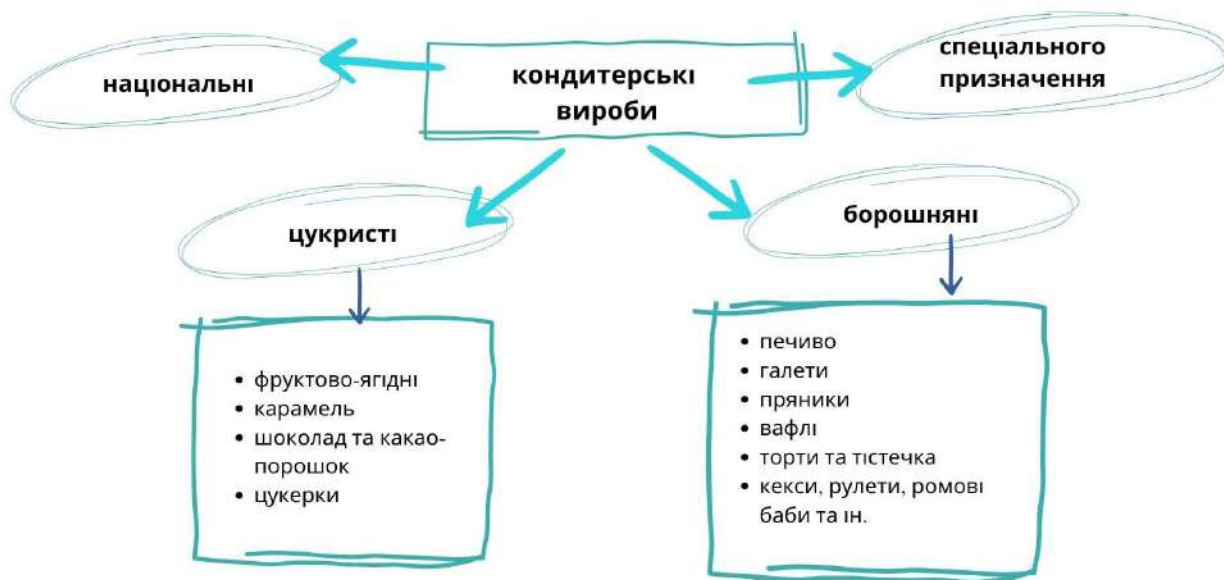 національні
кондитерські
вироби
спеціального
призначення
цукристі
борошняні
• фруктово-ягідні
• карамель
• шоколад та какао-
порошок
• цукерки
• печиво
• галети
• пряники
• вафлі
• торти та тістечка
• кекси, рулети, ромові
баби та ін.